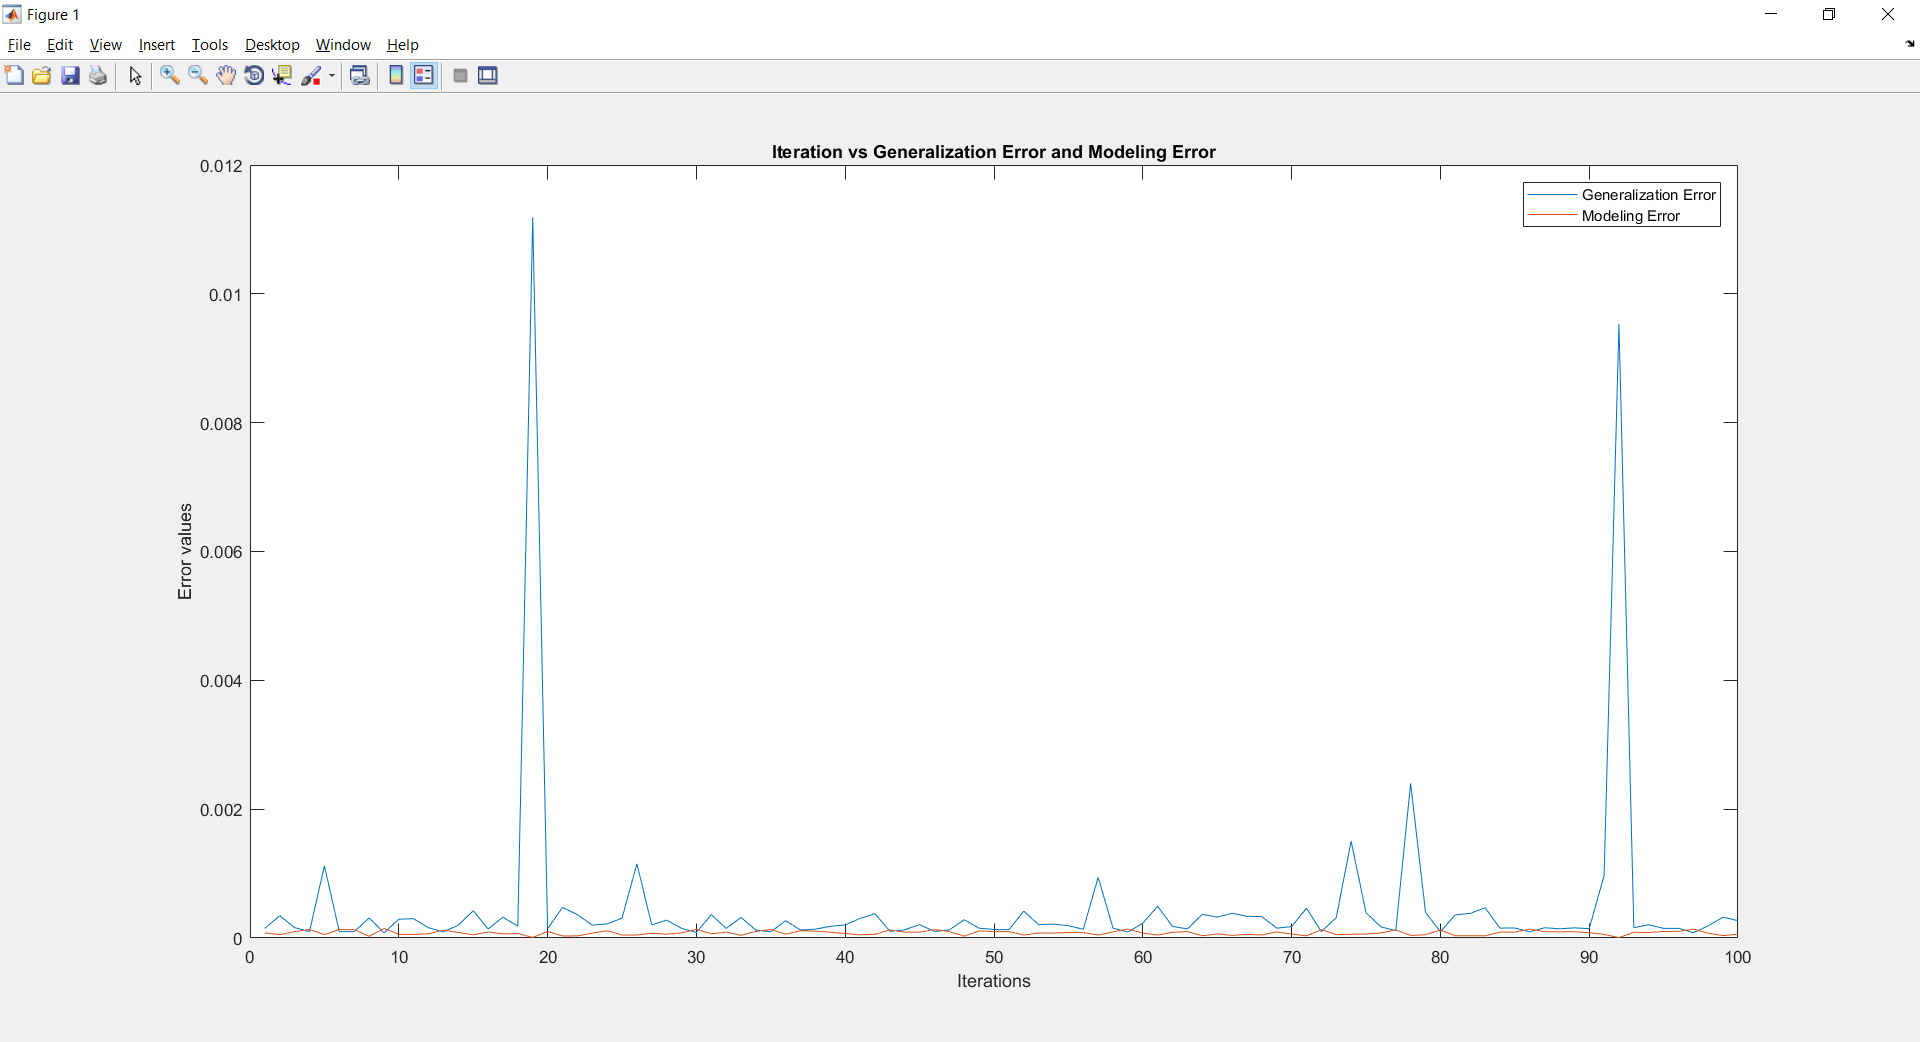 Figure 1
File Edit View Insert Tools Desktop Window Help
Iteration vs Generalization Error and Modeling Error
Generalization Error
Modeling Error
0.012
0.01
0.008
0.006
0.004
0.002
0
Error values
0 10 20 30 40 50 60 70 80 90 100
Iterations